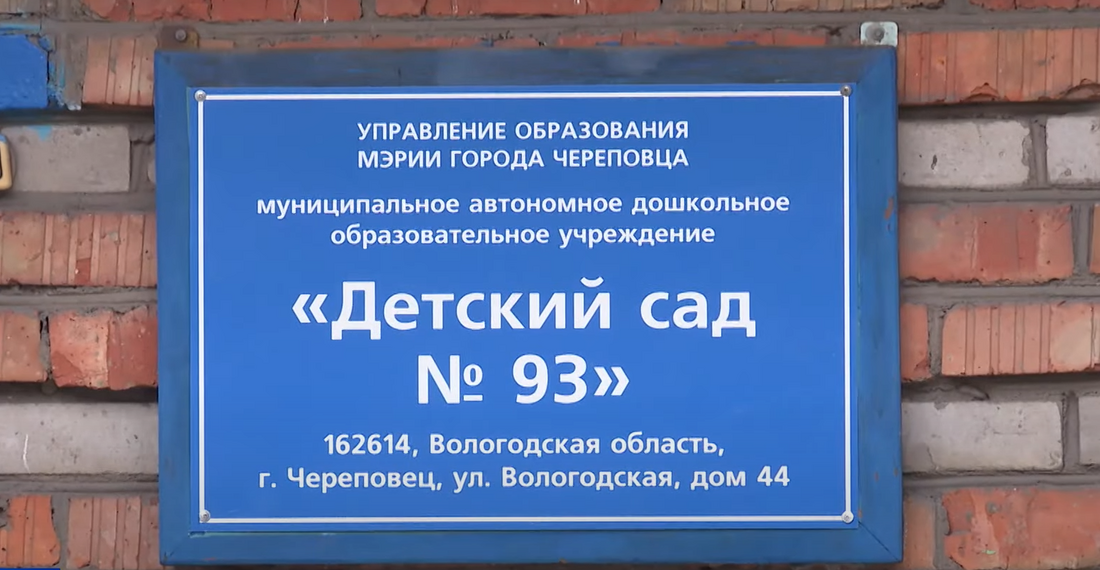 УПРАВЛЕНИЕ ОБРАЗОВАНИЯ
МЭРИИ ГОРОДА ЧЕРЕПОВЦА
муниципальное автономное дошкольное
образовательное учреждение
«Детский сад
№ 93»
162614, Вологодская область,
г. Череповец, ул. Вологодская, дом 44